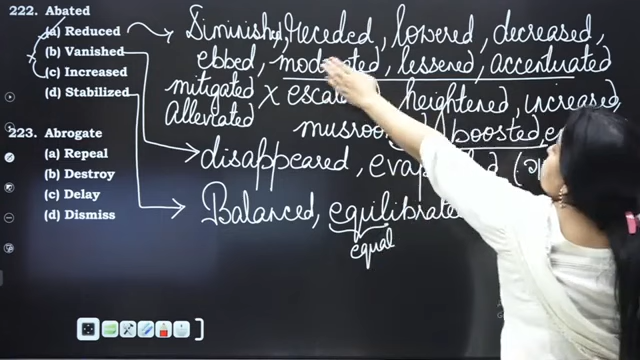 222. Abated
(a) Reduced
(b) Vanished
(c) Increased
(d) Stabilized
223. Abrogate
(a) Repeal
(b) Destroy
(c) Delay
(d) Dismiss
Diminished, receded, lowered, decreased,
ebbed, moderated, lessened, accentuated
mitigated × heightened, increased,
Alleviated boosted,
disappeared,
Balanced,
equal